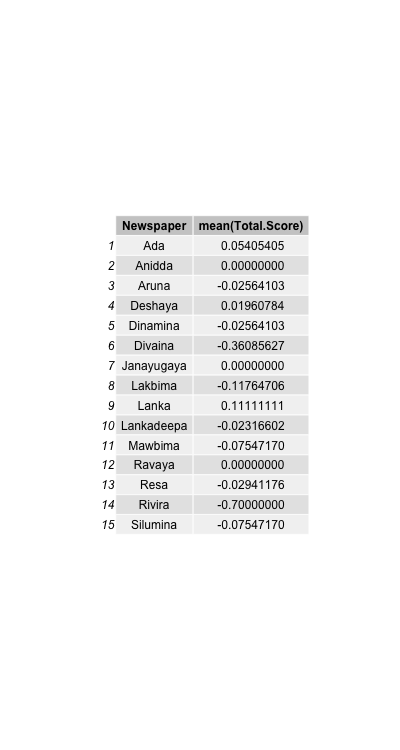 Newspaper mean(Total.Score)
1 Ada 0.05405405
2 Anidda 0.00000000
3 Aruna -0.02564103
4 Deshaya 0.01960784
5 Dinamina -0.02564103
6 Divaina -0.36085627
7 Janayugaya 0.00000000
8 Lakbima -0.11764706
9 Lanka 0.11111111
10 Lankadeepa -0.02316602
11 Mawbima -0.07547170
12 Ravaya 0.00000000
13 Resa -0.02941176
14 Rivira -0.70000000
15 Silumina -0.07547170